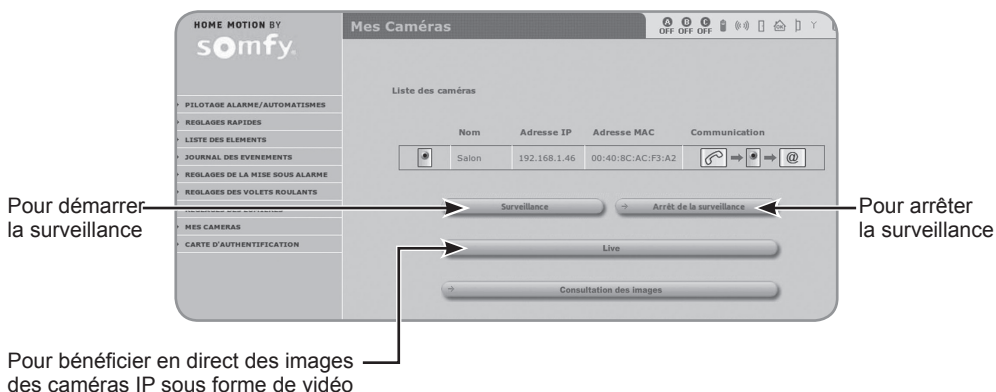 HOME MOTION BY
somfy.
Mes Caméras
A B C
OFF OFF OFF
Liste des caméras
PILOTAGE ALARME/AUTOMATISMES
REGLAGES RAPIDES
LISTE DES ELEMENTS
JOURNAL DES EVENEMENTS
REGLAGES DE LA MISE SOUS ALARME
REGLAGES DES VOLETS ROULANTS
MES CAMERAS
CARTE D'AUTHENTIFICATION
Nom Adresse IP Adresse MAC Communication
Salon 192.168.1.46 00:40:8C:AC:F3:A2 @
Surveillance Arrêt de la surveillance
Live
Consultation des images
Pour démarrer
la surveillance
Pour arrêter
la surveillance
Pour bénéficier en direct des images
des caméras IP sous forme de vidéo